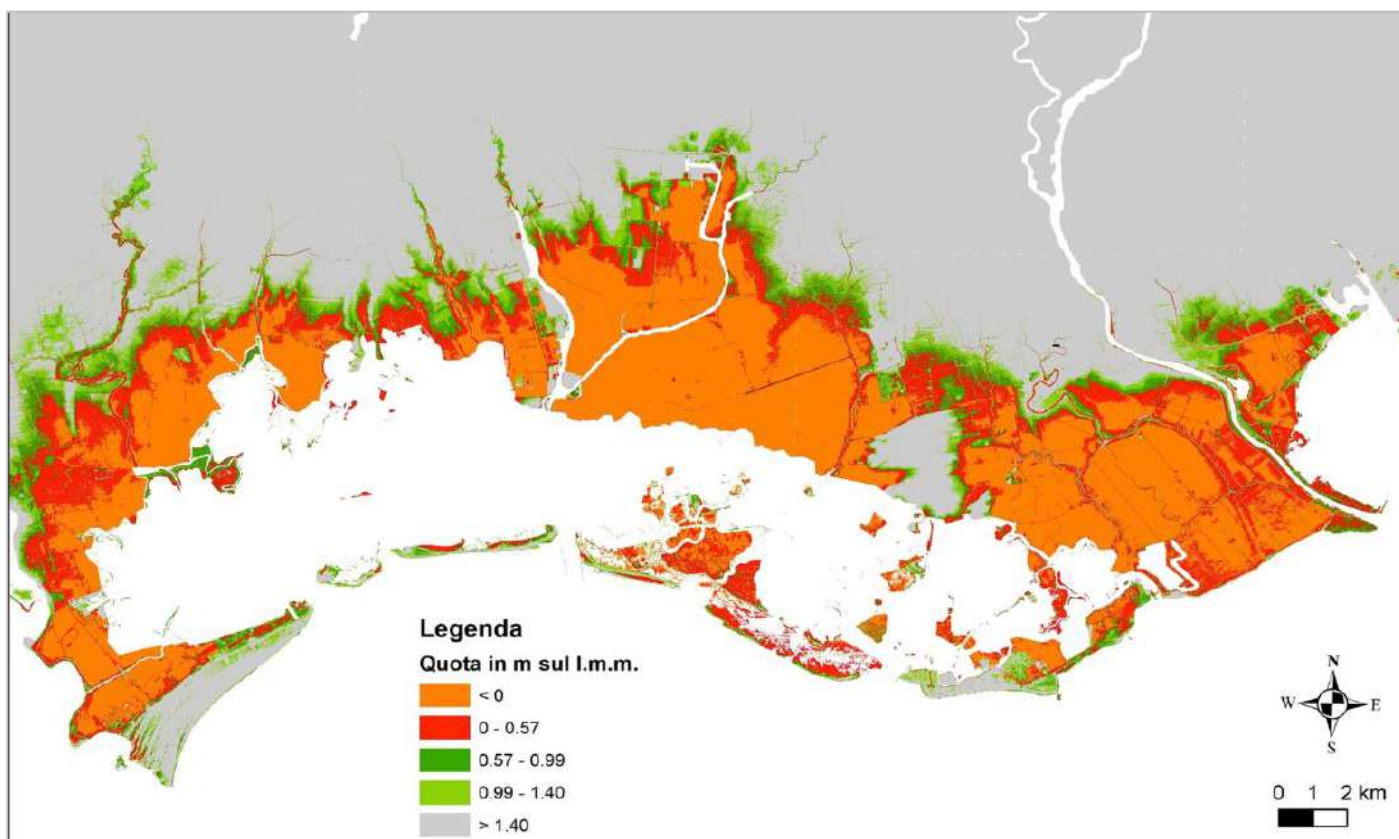 Legenda
Quota in m sul l.m.m.
< 0
0 - 0.57
0.57 - 0.99
0.99 - 1.40
> 1.40
N
W E
S
0 1 2 km